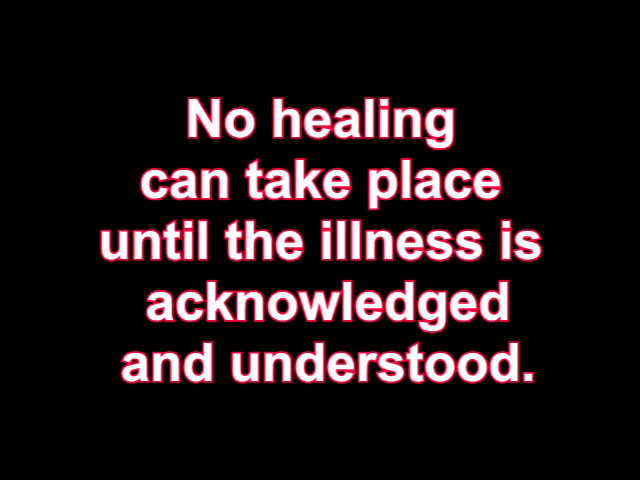 No healing
can take place
until the illness is
acknowledged
and understood.